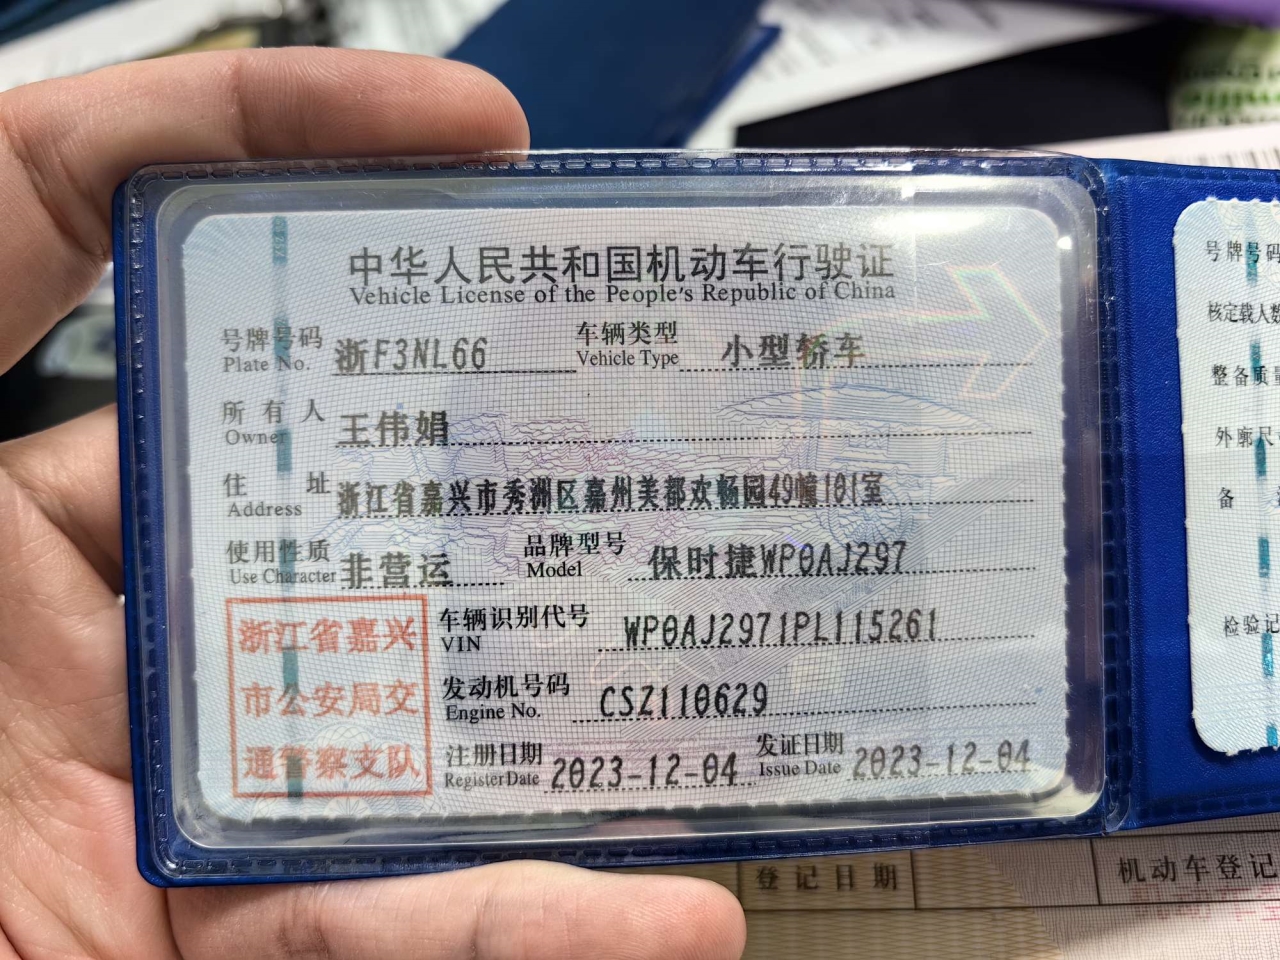 中华人民共和国机动车行驶证
Vehicle License of the People's Republic of China
号牌号码 浙F3NL66 车辆类型 小型轿车
Plate No. Vehicle Type
所有人 王伟娟
Owner
住址 浙江省嘉兴市秀洲区嘉州美都欢畅园49幢101室
Address
使用性质 非营运 品牌型号 保时捷WP0AJ297
Use Character Model
车辆识别代号 WP0AJ2971PL115261
VIN
发动机号码 CSZ110629
Engine No.
注册日期 2023-12-04 发证日期 2023-12-04
Register Date Issue Date
浙江省嘉兴
市公安局交
通警察支队
号牌号码
核定载人数
整备质量
外廓尺
备
检验记
登记日期
机动车登记